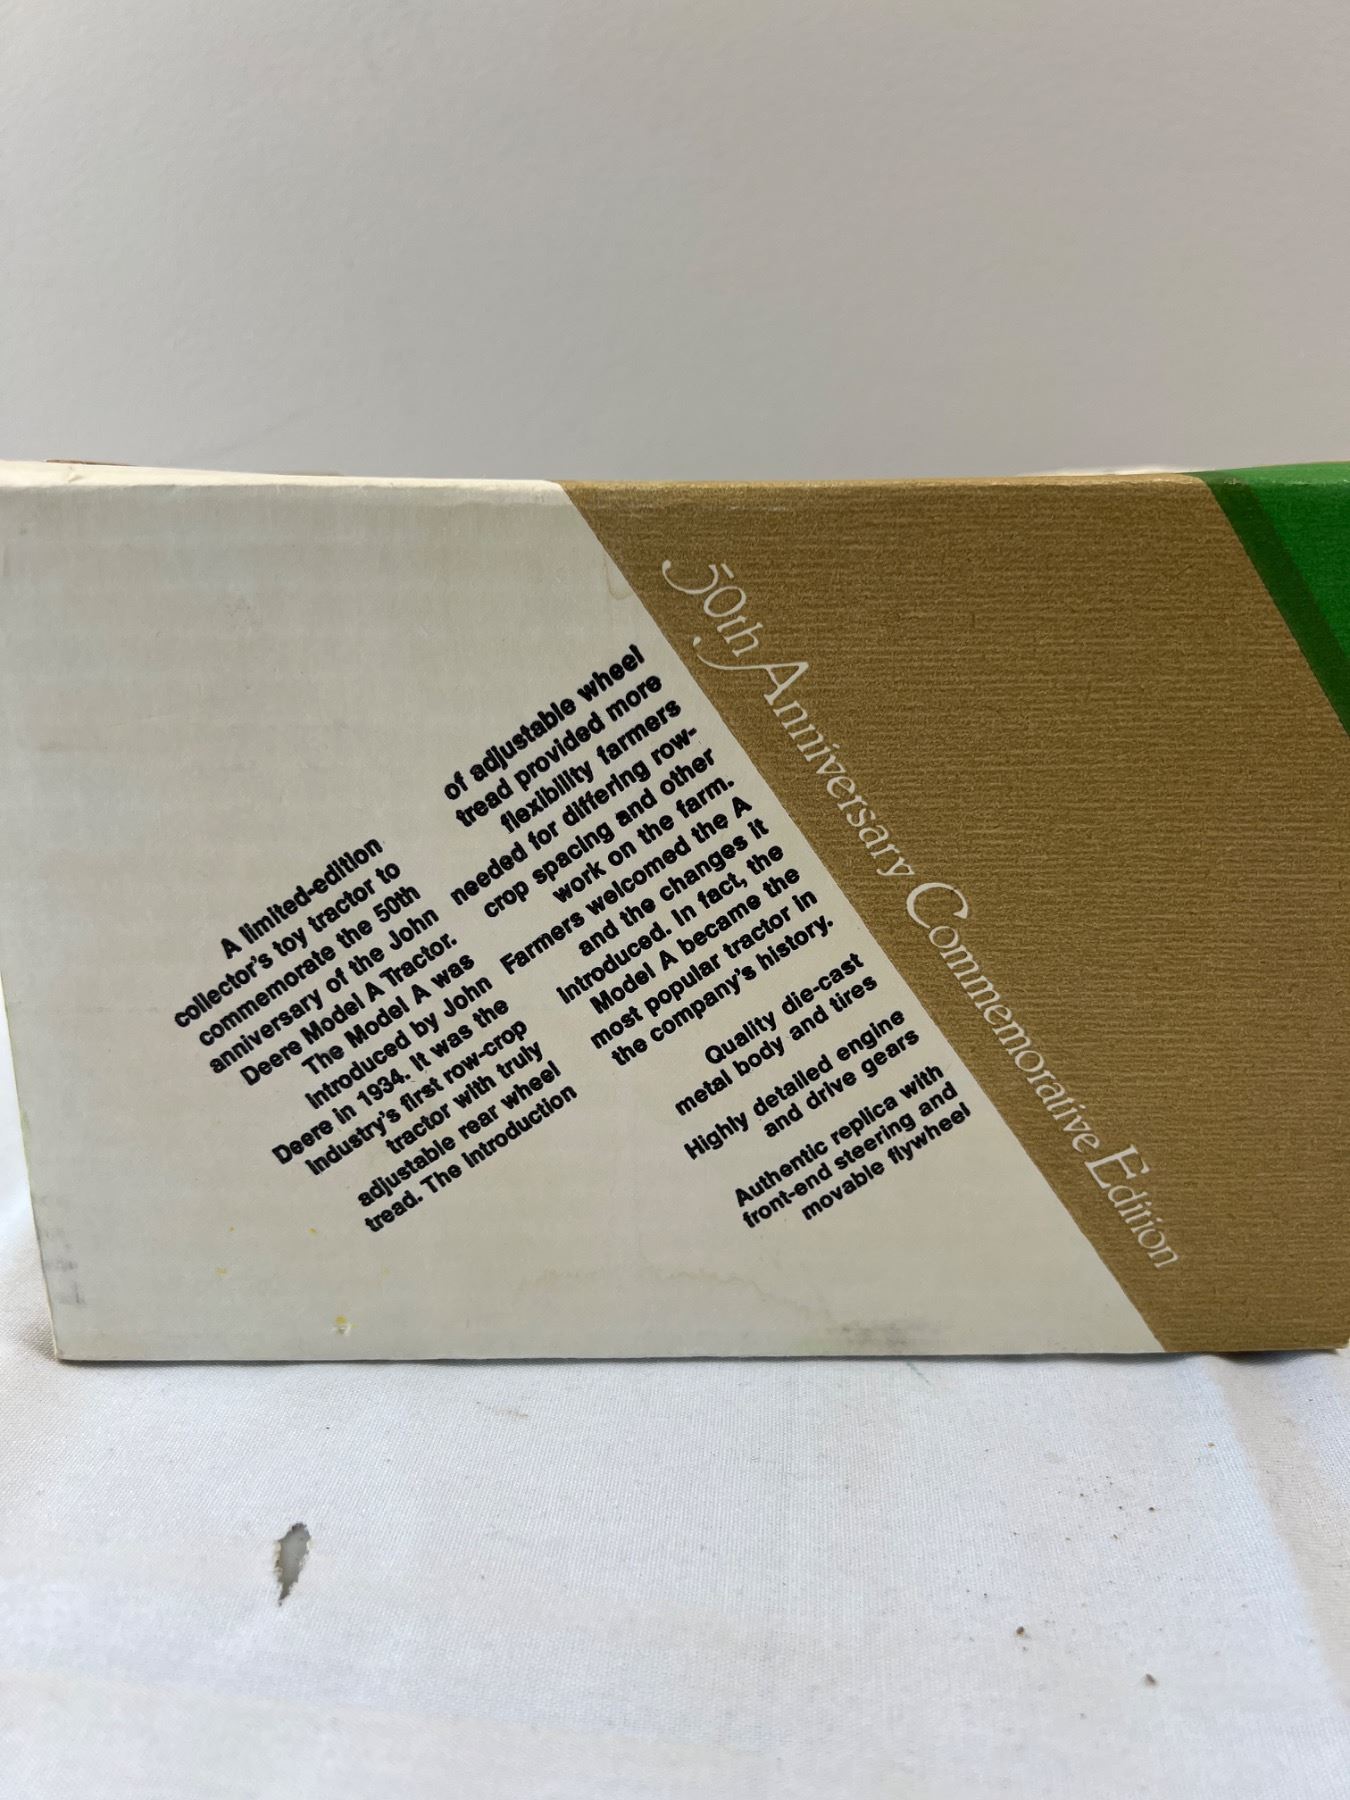 A limited-edition
collector's toy tractor to
commemorate the 50th
anniversary of the John
Deere Model A Tractor.
The Model A was
introduced by John
Deere in 1934. It was the
industry's first row-crop
tractor with truly
adjustable rear wheel
tread. The introduction
of adjustable wheel
tread provided more
flexibility farmers
needed for differing row-
crop spacing and other
work on the farm.
Farmers welcomed the A
and the changes it
introduced. In fact, the
Model A became the
most popular tractor in
the company's history.
Quality die-cast
metal body and tires
Highly detailed engine
and drive gears
Authentic replica with
front-end steering and
movable flywheel
50th Anniversary Commemorative Edition